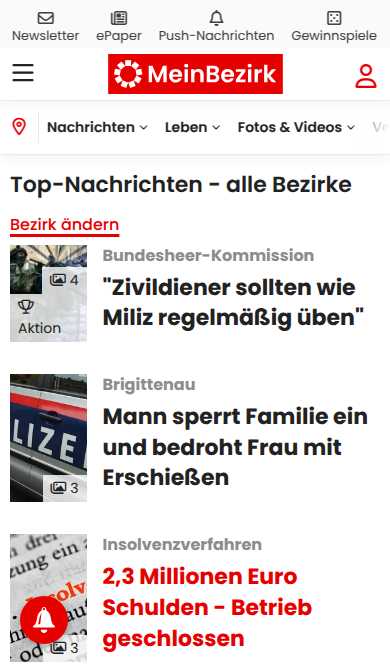 Newsletter ePaper Push-Nachrichten Gewinnspiele
MeinBezirk
Nachrichten Leben Fotos & Videos
Top-Nachrichten - alle Bezirke
Bezirk ändern
4
Aktion
Bundesheer-Kommission
"Zivildiener sollten wie
Miliz regelmäßig üben"
LIZE
3
Brigittenau
Mann sperrt Familie ein
und bedroht Frau mit
Erschießen
zung ein
3
Insolvenzverfahren
2,3 Millionen Euro
Schulden - Betrieb
geschlossen